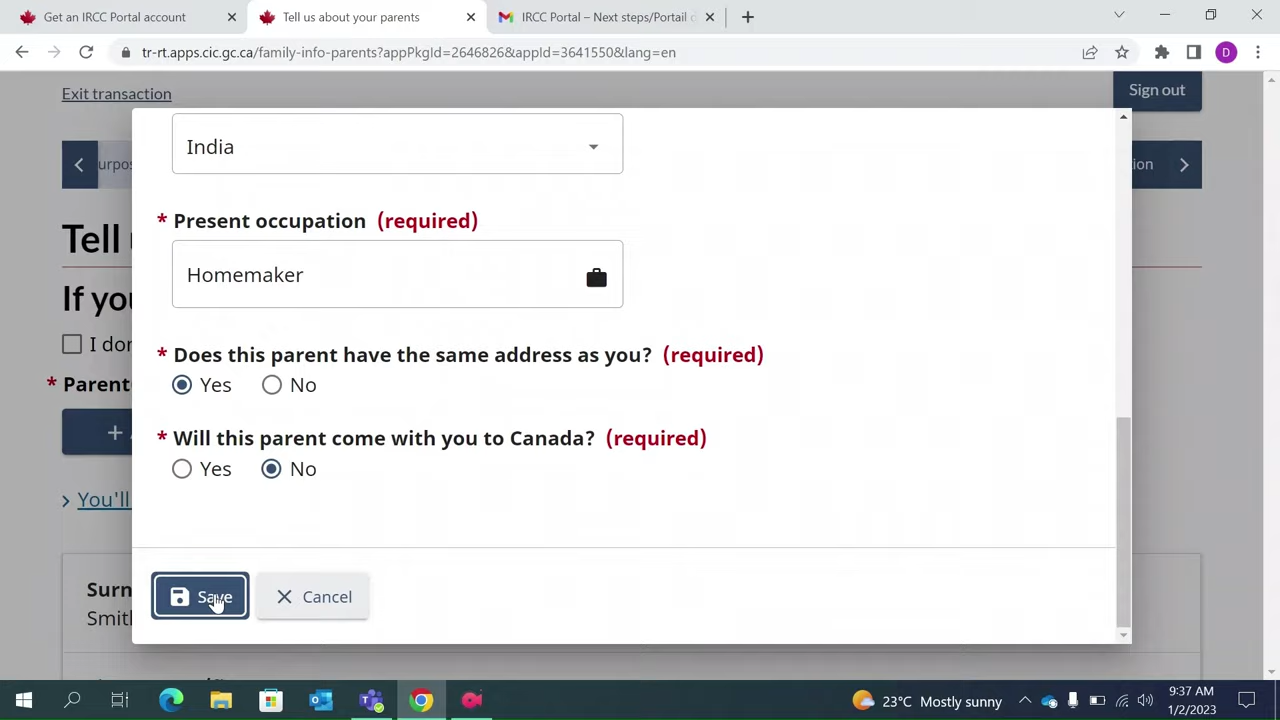 Get an IRCC Portal account
Tell us about your parents
IRCC Portal – Next steps/Portail d
tr-rt.apps.cic.gc.ca/family-info-parents?appPkgId=2646826&appId=3641550&lang=en
D
Exit transaction
Sign out
urpos
ion
Tell
If you
I don
* Parent
+
You'll
Surn
Smith
India
* Present occupation (required)
Homemaker
* Does this parent have the same address as you? (required)
Yes No
* Will this parent come with you to Canada? (required)
Yes No
Save
Cancel
23°C Mostly sunny
9:37 AM
1/2/2023